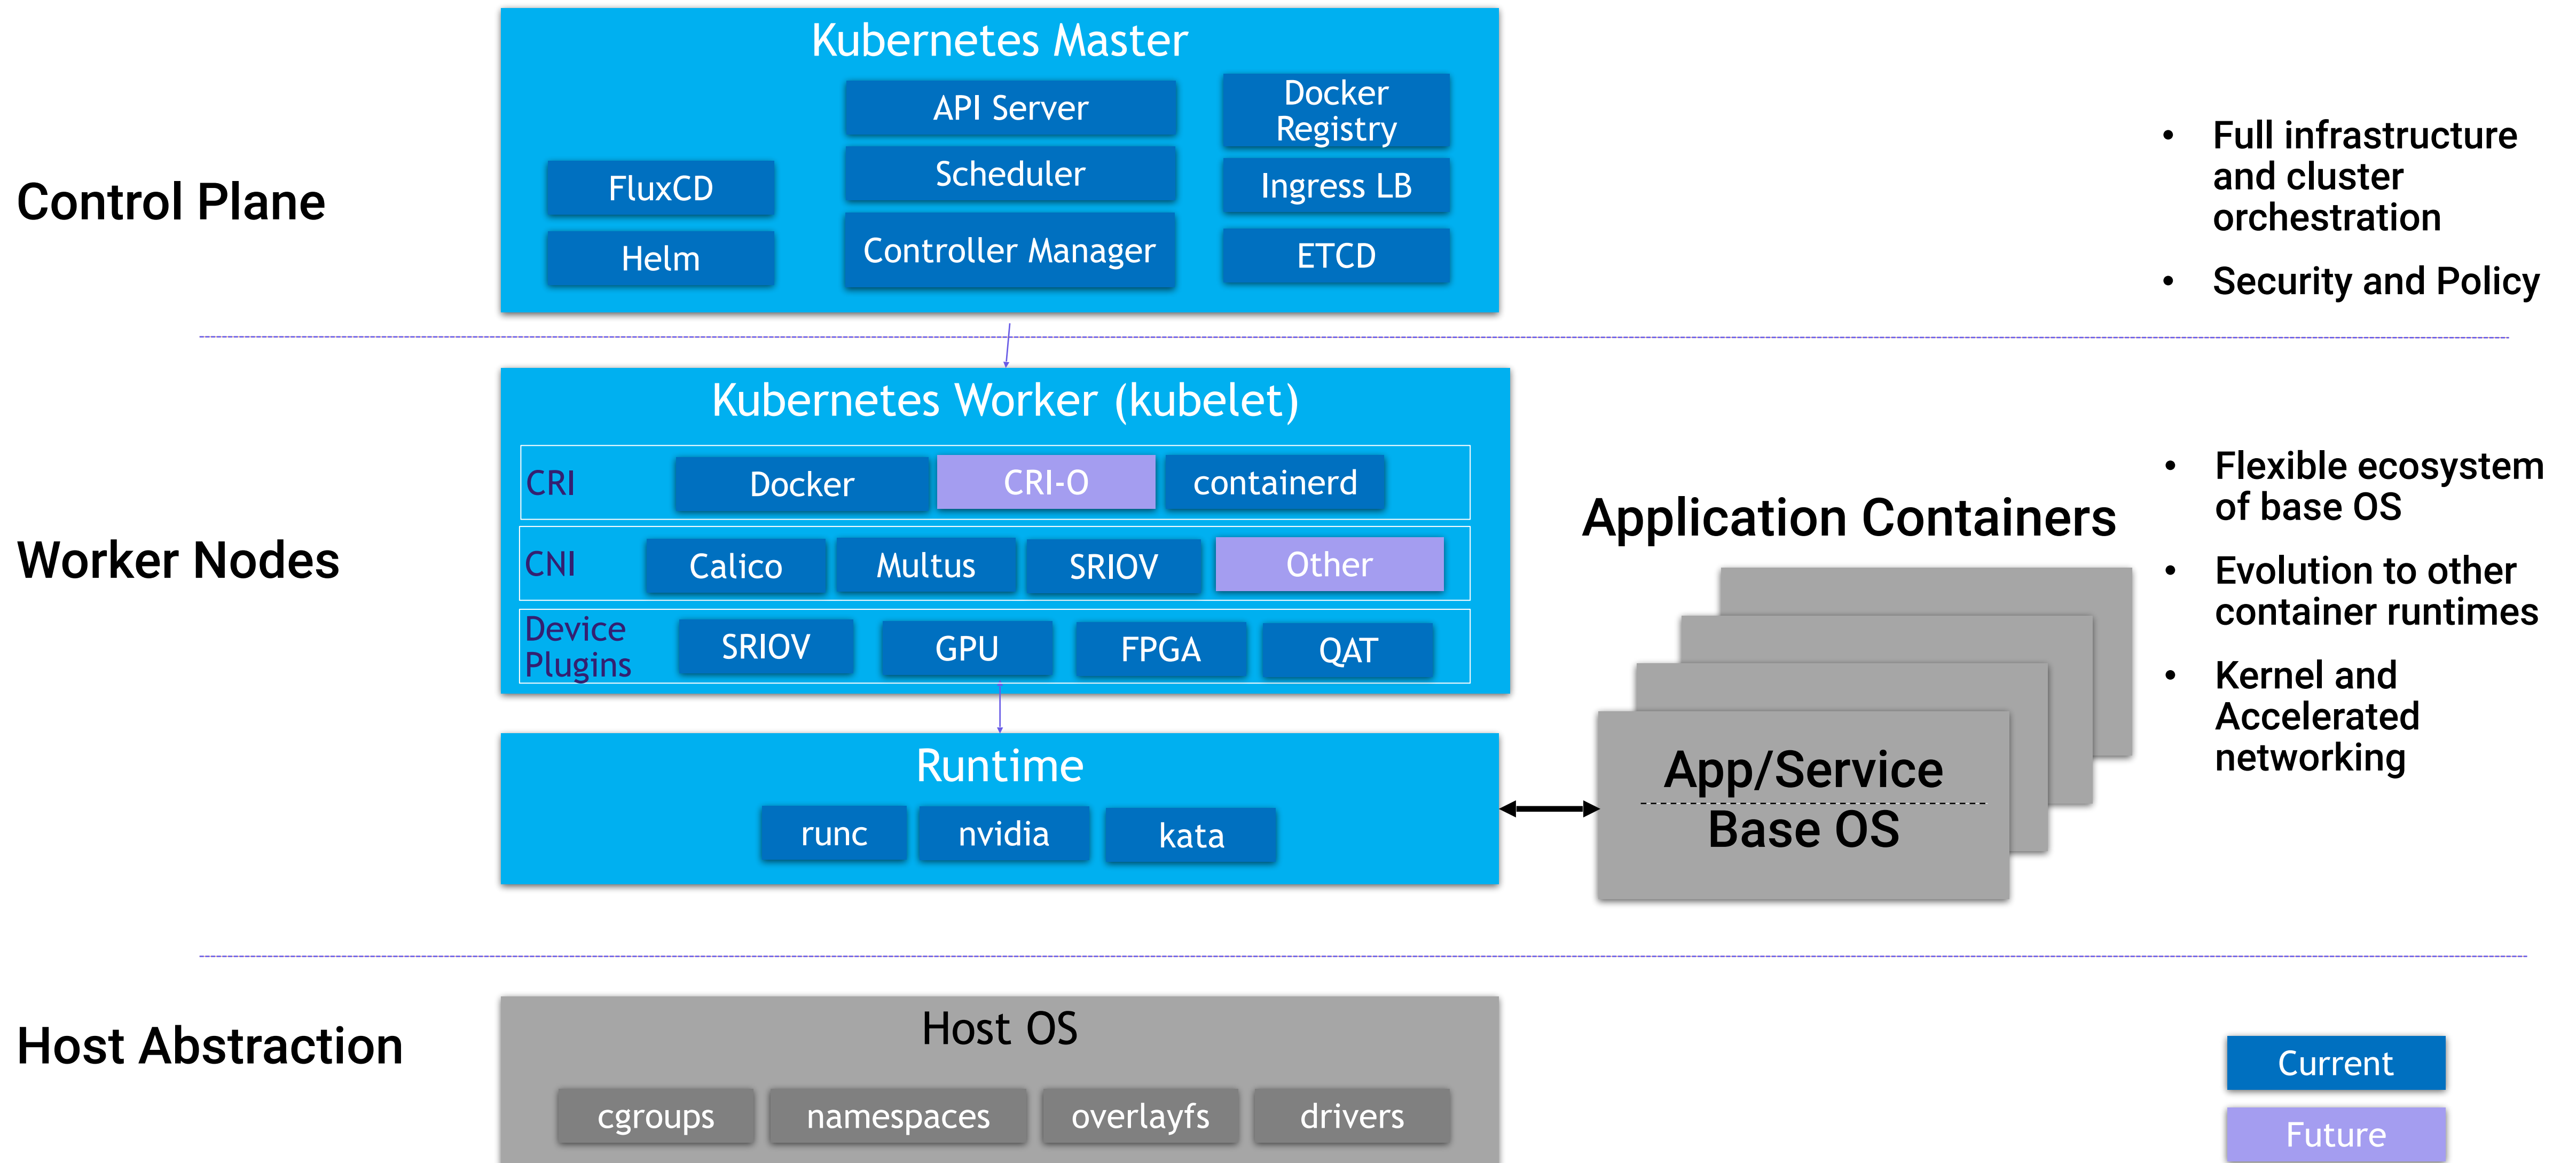 Kubernetes Master
API Server
Docker
Registry
Scheduler
FluxCD
Ingress LB
Helm
Controller Manager
ETCD
Control Plane
• Full infrastructure
and cluster
orchestration
• Security and Policy
Kubernetes Worker (kubelet)
CRI
Docker
CRI-O
containerd
CNI
Calico
Multus
SRIOV
Other
Device
Plugins
SRIOV
GPU
FPGA
QAT
Worker Nodes
Application Containers
App/Service
Base OS
• Flexible ecosystem
of base OS
• Evolution to other
container runtimes
• Kernel and
Accelerated
networking
Runtime
runc
nvidia
kata
Host Abstraction
Host OS
cgroups
namespaces
overlayfs
drivers
Current
Future